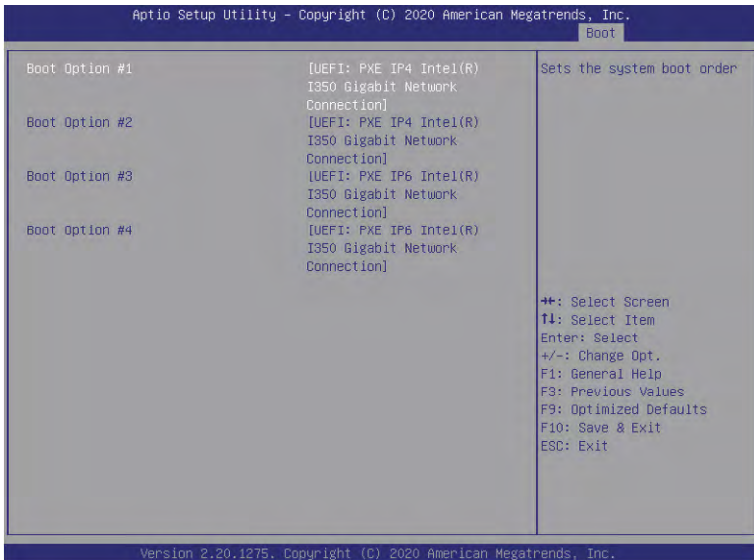 Aptio Setup Utility – Copyright (C) 2020 American Megatrends, Inc.
Boot
Boot Option #1 [UEFI: PXE IP4 Intel(R)
I350 Gigabit Network
Connection]
Boot Option #2 [UEFI: PXE IP4 Intel(R)
I350 Gigabit Network
Connection]
Boot Option #3 [UEFI: PXE IP6 Intel(R)
I350 Gigabit Network
Connection]
Boot Option #4 [UEFI: PXE IP6 Intel(R)
I350 Gigabit Network
Connection]
Sets the system boot order
→←: Select Screen
↑↓: Select Item
Enter: Select
+/-: Change Opt.
F1: General Help
F3: Previous Values
F9: Optimized Defaults
F10: Save & Exit
ESC: Exit
Version 2.20.1275. Copyright (C) 2020 American Megatrends, Inc.